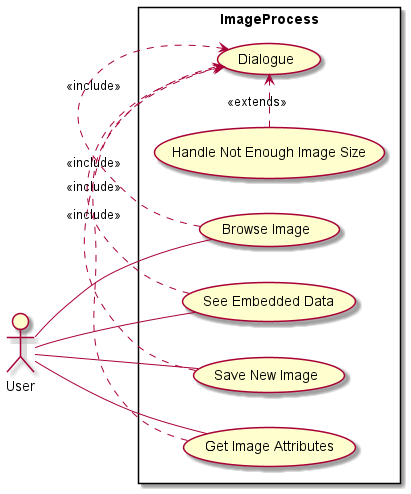 ImageProcess
Dialogue
«include»
«extends»
Handle Not Enough Image Size
«include»
«include»
«include»
Browse Image
See Embedded Data
Save New Image
User
Get Image Attributes